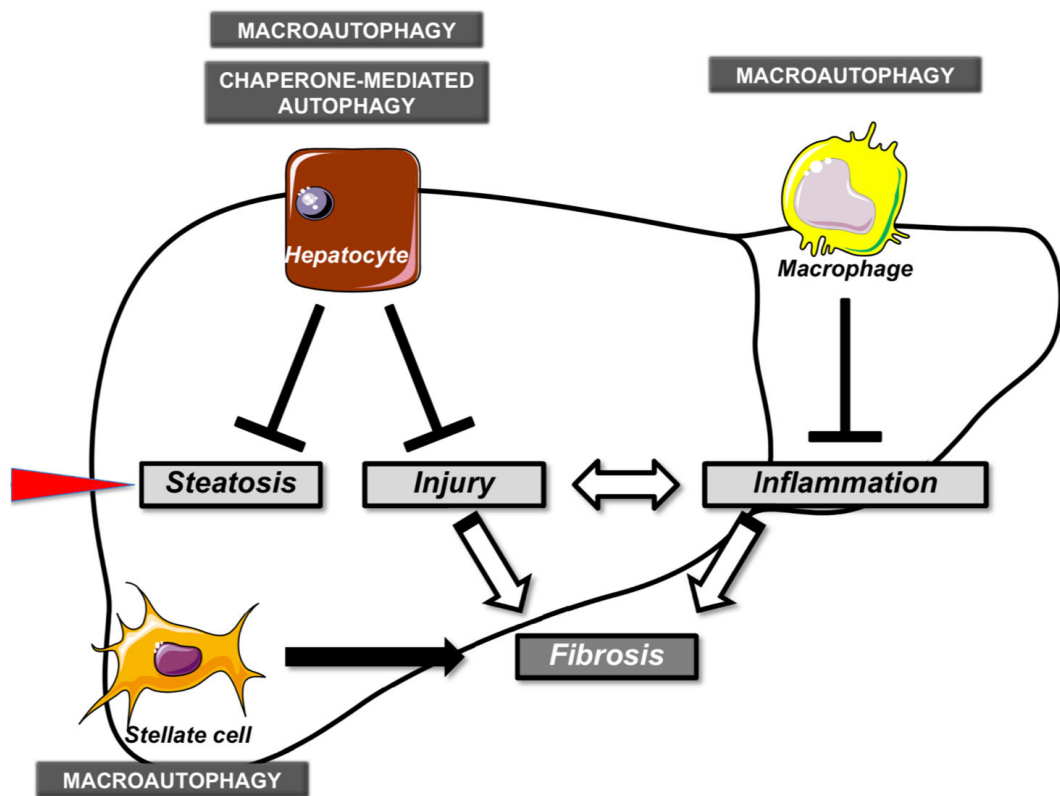 MACROAUTOPHAGY
CHAPERONE-MEDIATED
AUTOPHAGY
MACROAUTOPHAGY
Hepatocyte
Macrophage
Steatosis
Injury
Inflammation
Fibrosis
Stellate cell
MACROAUTOPHAGY